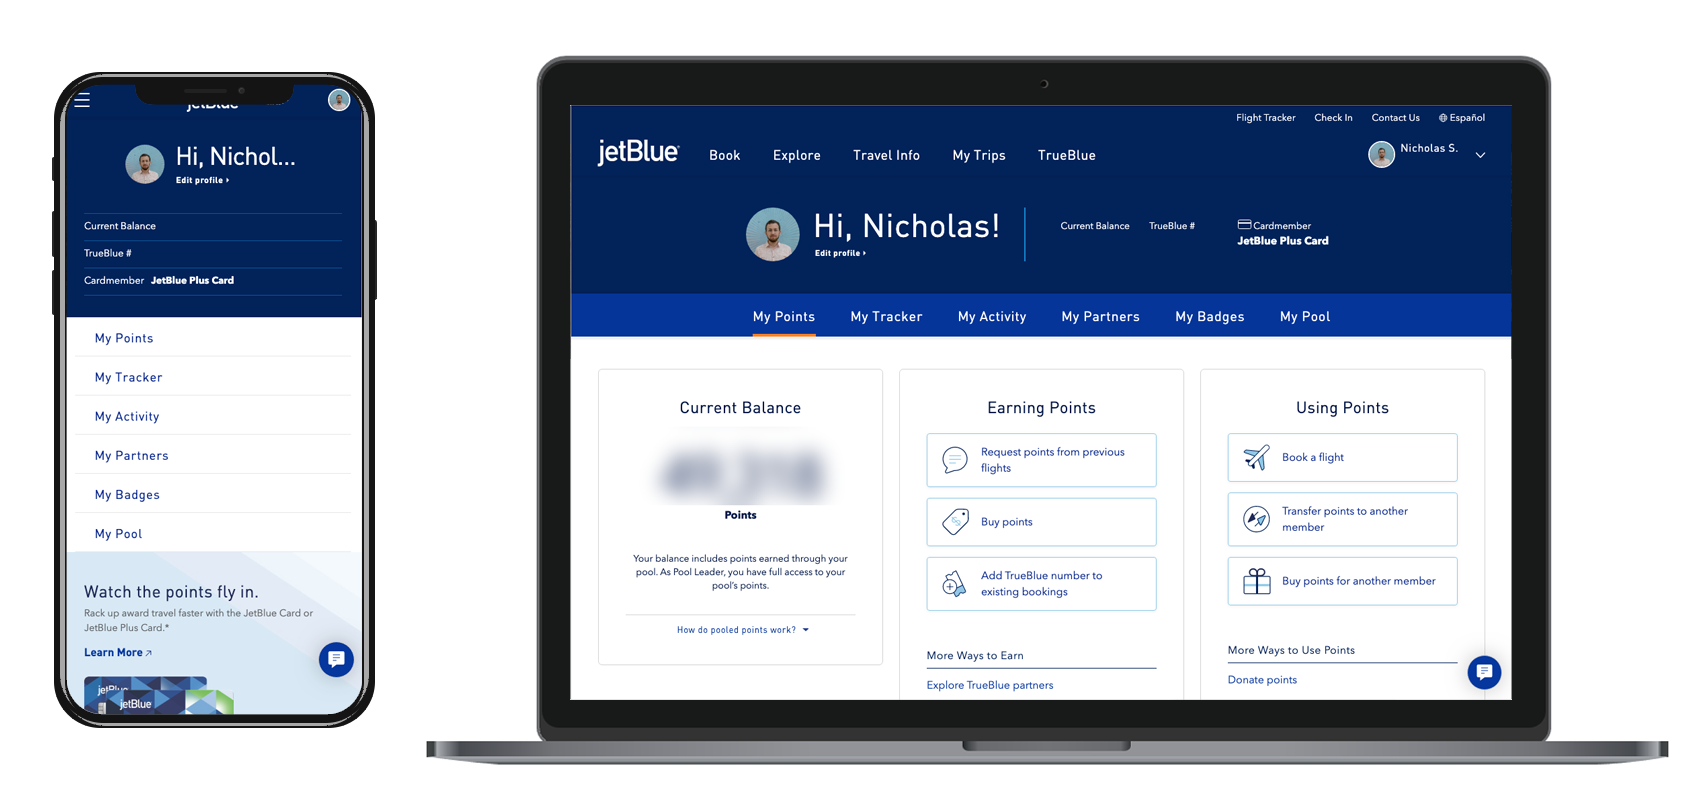 jetBlue
Hi, Nichol...
Edit profile
Current Balance
TrueBlue #
Cardmember JetBlue Plus Card
My Points
My Tracker
My Activity
My Partners
My Badges
My Pool
Watch the points fly in.
Rack up award travel faster with the JetBlue Card or
JetBlue Plus Card.*
Learn More
jetBlue
jetBlue
Flight Tracker Check In Contact Us Español
jetBlue Book Explore Travel Info My Trips TrueBlue Nicholas S.
Hi, Nicholas!
Edit profile
Current Balance TrueBlue # Cardmember
JetBlue Plus Card
My Points My Tracker My Activity My Partners My Badges My Pool
Current Balance
Points
Your balance includes points earned through your
pool. As Pool Leader, you have full access to your
pool's points.
How do pooled points work?
Earning Points
Request points from previous
flights
Buy points
Add TrueBlue number to
existing bookings
More Ways to Earn
Explore TrueBlue partners
Using Points
Book a flight
Transfer points to another
member
Buy points for another member
More Ways to Use Points
Donate points